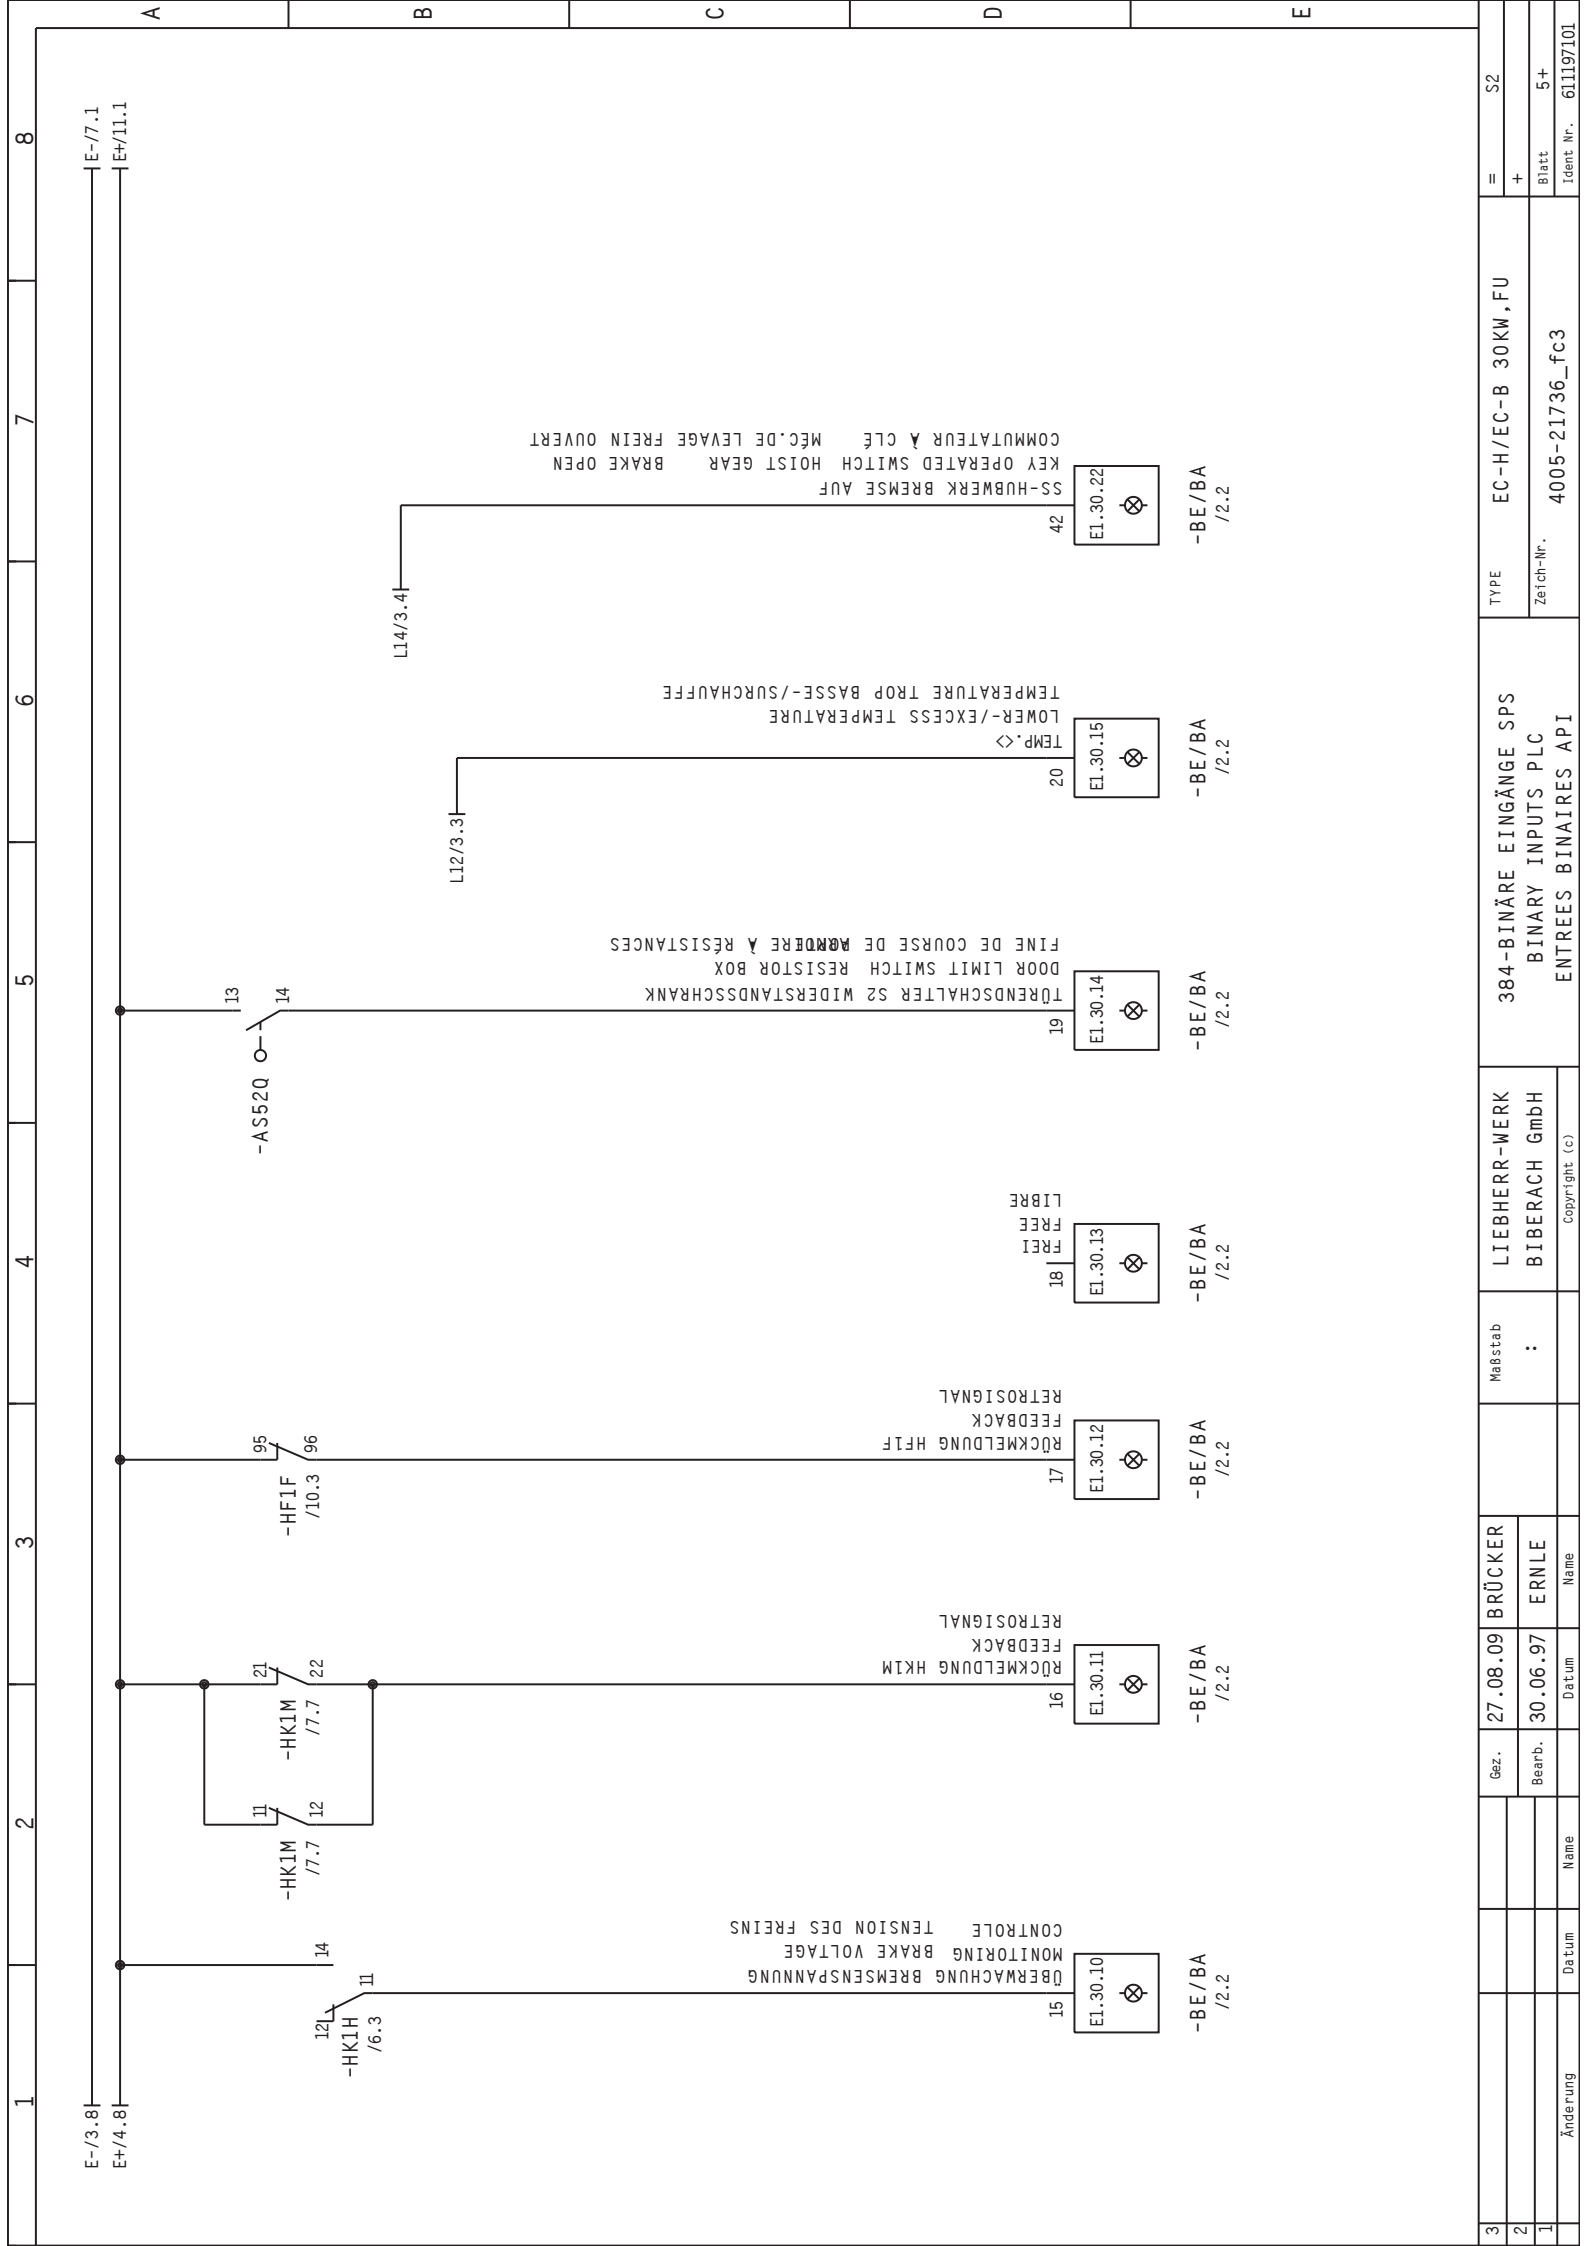 1 2 3 4 5 6 7 8
A
B
C
D
E
E-/3.8
E-/7.1
E+/4.8
E+/11.1
12
14
11
-HK1H
/6.3
11
12
-HK1M
/7.7
21
22
-HK1M
/7.7
95
96
-HF1F
/10.3
13
14
-AS52Q
L12/3.3
L14/3.4
ÜBERWACHUNG BREMSENSPANNUNG
MONITORING BRAKE VOLTAGE
CONTROLE TENSION DES FREINS
15
E1.30.10
-BE/BA
/2.2
RÜCKMELDUNG HK1M
FEEDBACK
RETROSIGNAL
16
E1.30.11
-BE/BA
/2.2
RÜCKMELDUNG HF1F
FEEDBACK
RETROSIGNAL
17
E1.30.12
-BE/BA
/2.2
FREI
FREE
LIBRE
18
E1.30.13
-BE/BA
/2.2
TÜRENDSCHALTER S2 WIDERSTANDSSCHRANK
DOOR LIMIT SWITCH RESISTOR BOX
FINE DE COURSE DE À RÉSISTANCES
19
E1.30.14
-BE/BA
/2.2
TEMP.<>
LOWER-/EXCESS TEMPERATURE
TEMPERATURE TROP BASSE-/SURCHAUFFE
20
E1.30.15
-BE/BA
/2.2
SS-HUBWERK BREMSE AUF
KEY OPERATED SWITCH HOIST GEAR BRAKE OPEN
COMMUTATEUR À CLÉ MÉC.DE LEVAGE FREIN OUVERT
42
E1.30.22
-BE/BA
/2.2
3
2
1
Änderung
Datum
Name
Gez. 27.08.09 BRÜCKER
Bearb. 30.06.97 ERNLE
Datum Name
Maßstab
:
LIEBHERR-WERK
BIBERACH GmbH
Copyright (c)
384-BINÄRE EINGÄNGE SPS
BINARY INPUTS PLC
ENTREES BINAIRES API
TYPE EC-H/EC-B 30KW,FU
Zeich-Nr. 4005-21736_fc3
= S2
+
Blatt 5+
Ident Nr. 611197101